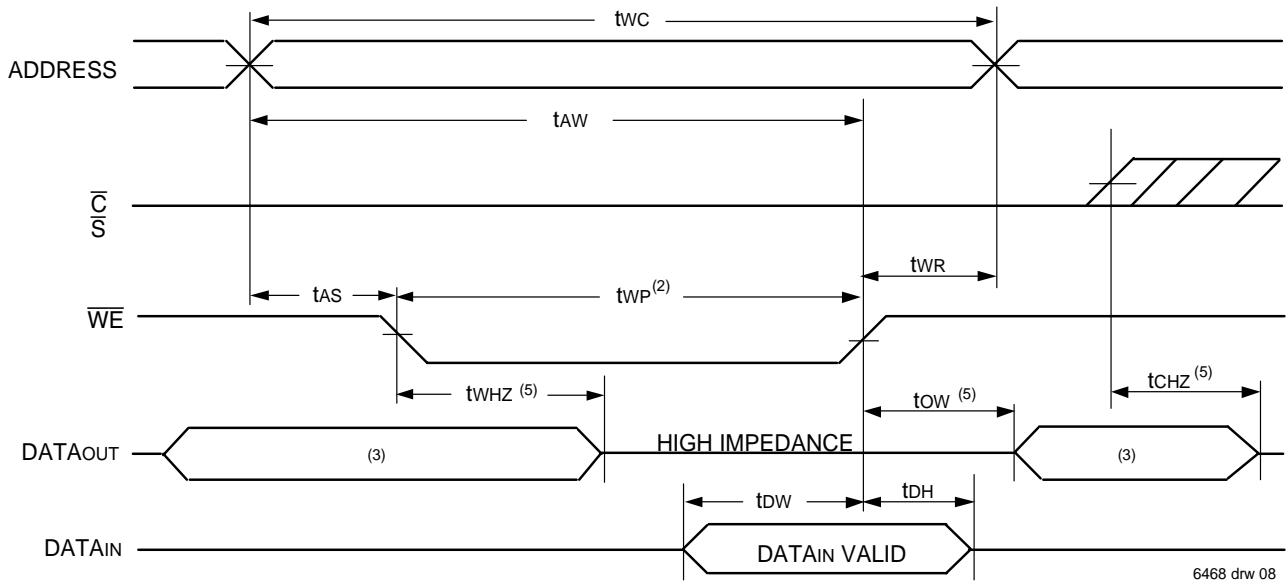 tWC
ADDRESS
tAW
C
S
tWR
tAS
tWP(2)
WE
tWHZ (5)
tCHZ (5)
tOW (5)
DATAOUT
(3)
HIGH IMPEDANCE
(3)
tDW
tDH
DATAIN
DATAIN VALID
6468 drw 08